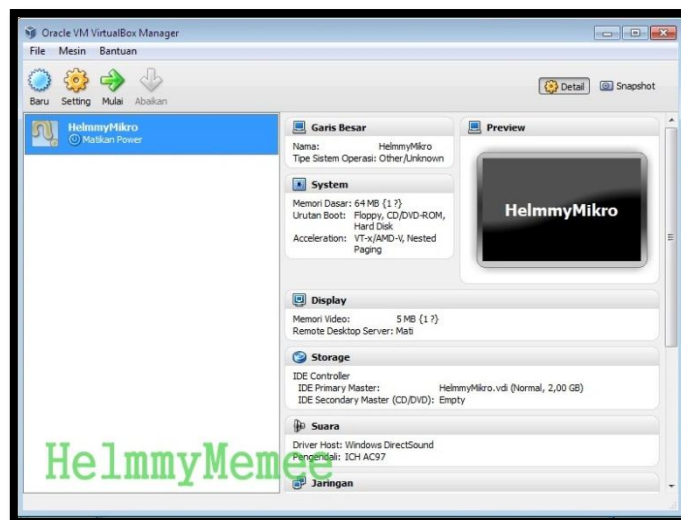 Oracle VM VirtualBox Manager
File Mesin Bantuan
Baru Setting Mulai Abaikan
Detail Snapshot
HelmmyMikro
Matikan Power
Garis Besar
Nama: HelmmyMikro
Tipe Sistem Operasi: Other/Unknown
Preview
HelmmyMikro
System
Memori Dasar: 64 MB {1 ?}
Urutan Boot: Floppy, CD/DVD-ROM,
Hard Disk
Acceleration: VT-x/AMD-V, Nested
Paging
Display
Memori Video: 5 MB {1 ?}
Remote Desktop Server: Mati
Storage
IDE Controller
IDE Primary Master: HelmmyMikro.vdi (Normal, 2,00 GB)
IDE Secondary Master (CD/DVD): Empty
Suara
Driver Host: Windows DirectSound
Pengendali: ICH AC97
Jaringan
HelmmyMemee